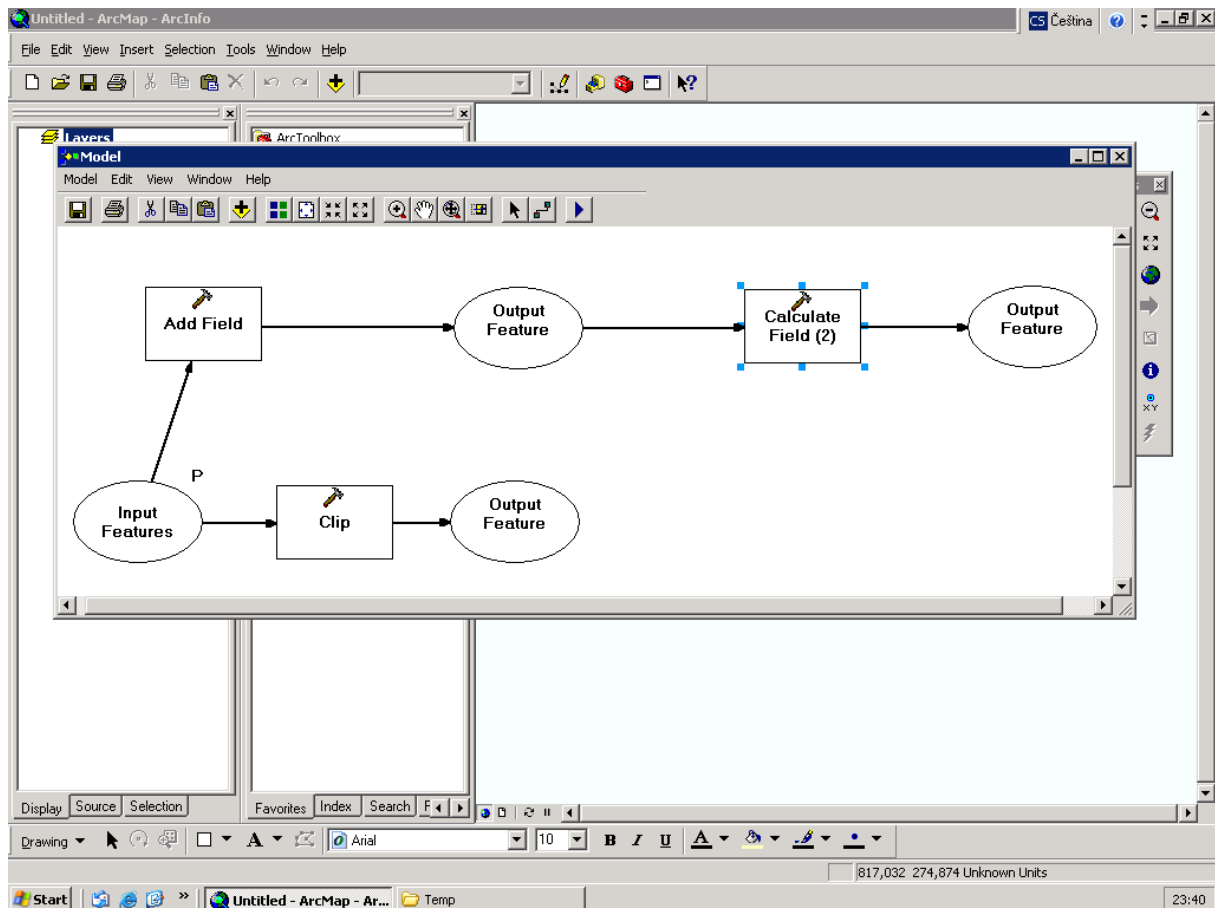 Untitled - ArcMap - ArcInfo
CS Čeština
File Edit View Insert Selection Tools Window Help
Layers
ArcToolbox
Model
Model Edit View Window Help
Add Field
Output
Feature
Calculate
Field (2)
Output
Feature
P
Input
Features
Clip
Output
Feature
XY
Display Source Selection
Favorites Index Search
Drawing A Arial 10 B I U A
817,032 274,874 Unknown Units
Start » Untitled - ArcMap - Ar... Temp 23:40